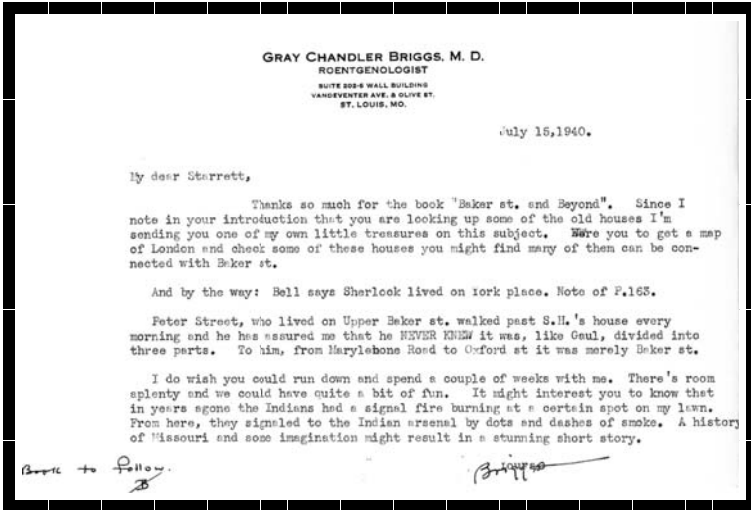 GRAY CHANDLER BRIGGS, M. D.
ROENTGENOLOGIST
SUITE 202-6 WALL BUILDING
VANDEVENTER AVE. & OLIVE ST.
ST. LOUIS, MO.
July 15,1940.
My dear Starrett,
Thanks so much for the book "Baker st. and Beyond". Since I
note in your introduction that you are looking up some of the old houses I'm
sending you one of my own little treasures on this subject. Were you to get a map
of London and check some of these houses you might find many of them can be con-
nected with Baker st.
And by the way: Bell says Sherlock lived on York place. Note of P.163.
Peter Street, who lived on Upper Baker st. walked past S.H.'s house every
morning and he has assured me that he NEVER KNEW it was, like Gaul, divided into
three parts. To him, from Marylebone Road to Oxford st it was merely Baker st.
I do wish you could run down and spend a couple of weeks with me. There's room
aplenty and we could have quite a bit of fun. It might interest you to know that
in years agone the Indians had a signal fire burning at a certain spot on my lawn.
From here, they signaled to the Indian arsenal by dots and dashes of smoke. A history
of Missouri and some imagination might result in a stunning short story.
Book to follow.
B
Briggs